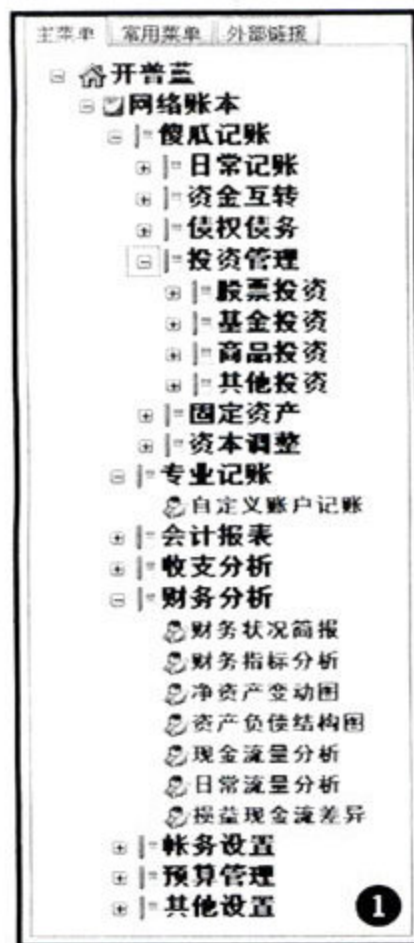 主菜单 常用菜单 外部链接
开普蓝
网络账本
傻瓜记账
日常记账
资金互转
债权债务
投资管理
股票投资
基金投资
商品投资
其他投资
固定资产
资本调整
专业记账
自定义账户记账
会计报表
收支分析
财务分析
财务状况简报
财务指标分析
净资产变动图
资产负债结构图
现金流量分析
日常流量分析
损益现金流差异
帐务设置
预算管理
其他设置
1